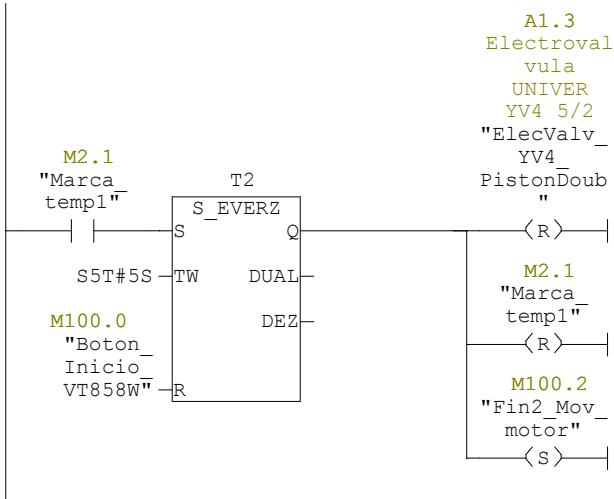 A1.3
Electroval
vula
UNIVER
YV4 5/2
"ElecValv_
YV4_
PistonDoub
"
M2.1
"Marca_
temp1"
T2
S_EVERZ
S
Q
(R)
S5T#5S
TW
DUAL
M2.1
"Marca_
temp1"
(R)
M100.0
"Boton_
Inicio_
VT858W"
R
DEZ
M100.2
"Fin2_Mov_
motor"
(S)